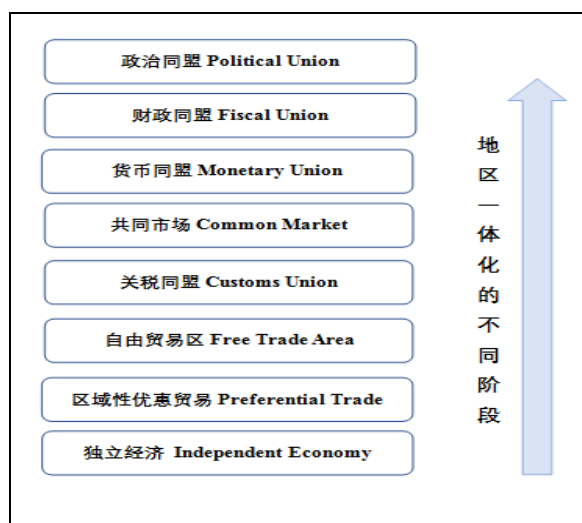 政治同盟 Political Union
财政同盟 Fiscal Union
货币同盟 Monetary Union
共同市场 Common Market
关税同盟 Customs Union
自由贸易区 Free Trade Area
区域性优惠贸易 Preferential Trade
独立经济 Independent Economy
地区一体化的不同阶段